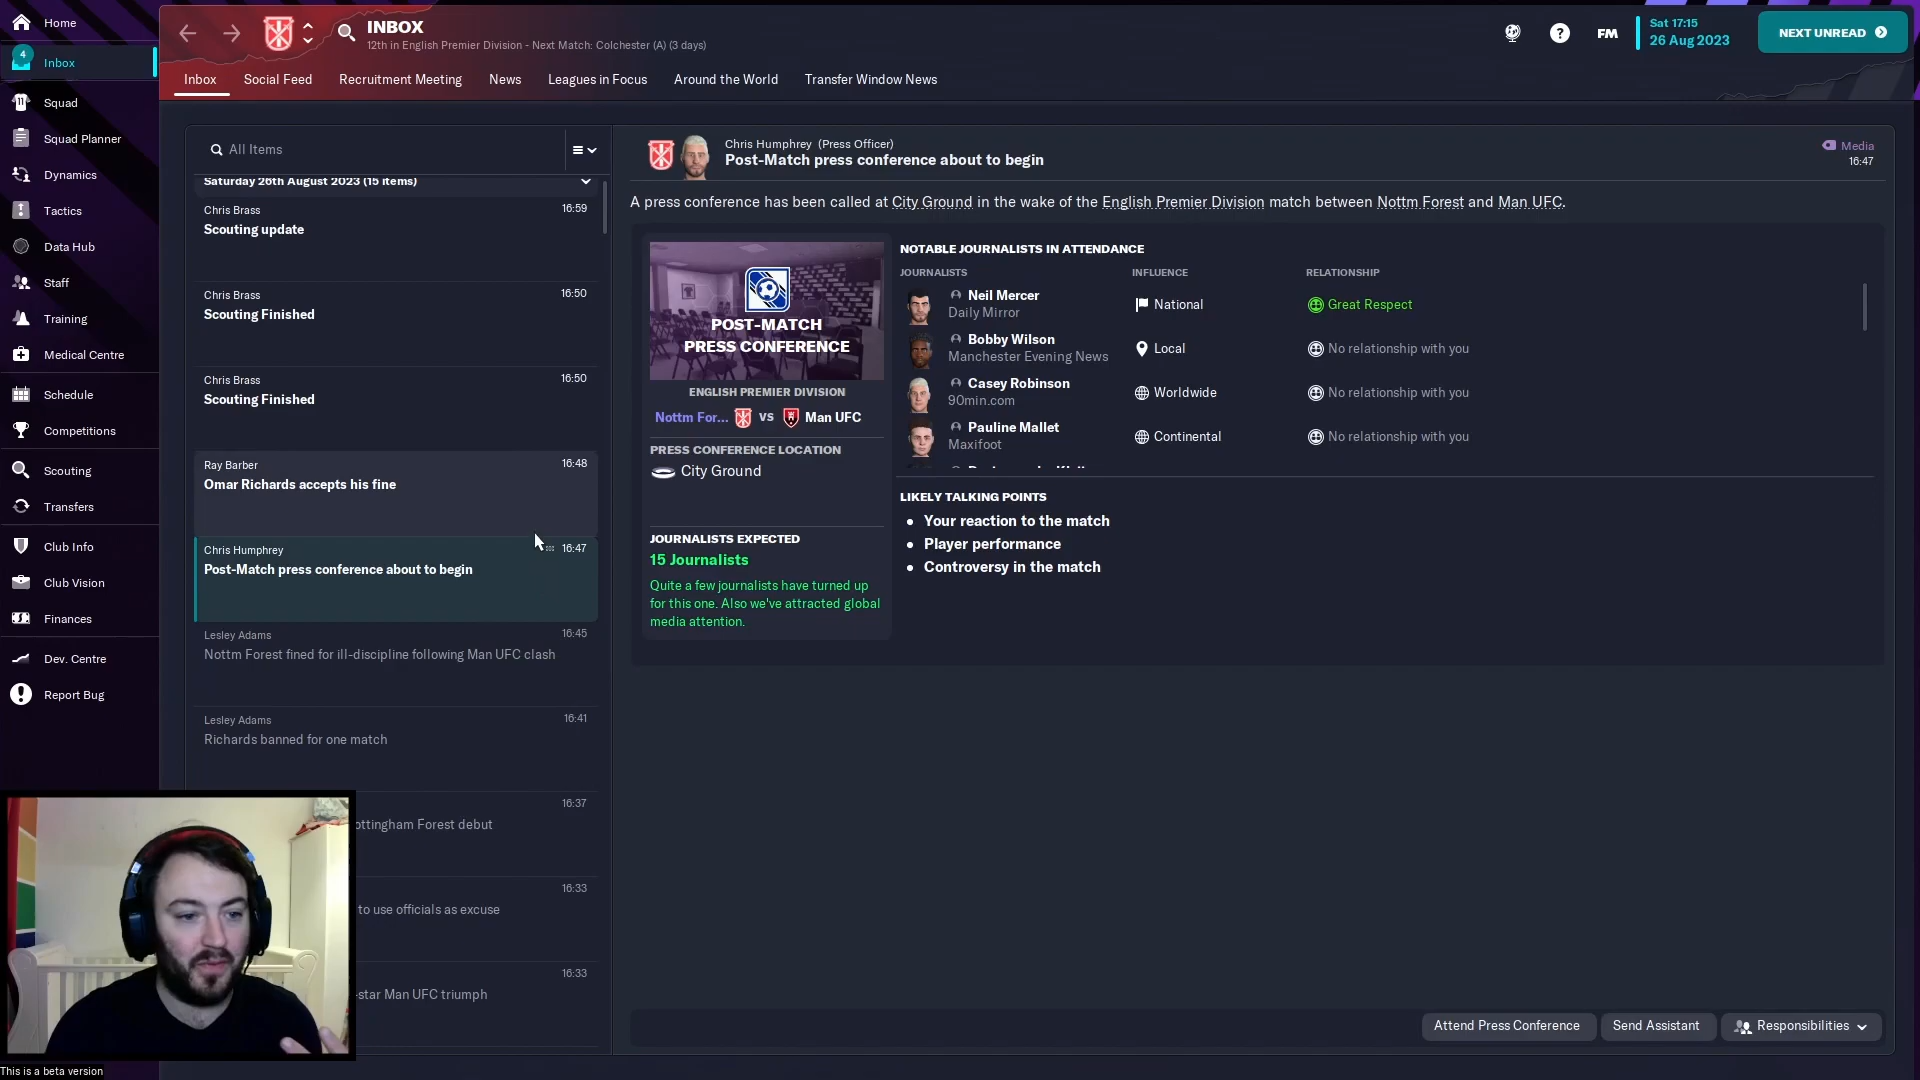 Home
4
Inbox
Squad
Squad Planner
Dynamics
Tactics
Data Hub
Staff
Training
Medical Centre
Schedule
Competitions
Scouting
Transfers
Club Info
Club Vision
Finances
Dev. Centre
Report Bug
This is a beta version
INBOX
12th in English Premier Division - Next Match: Colchester (A) (3 days)
FM
Sat 17:15
26 Aug 2023
NEXT UNREAD
Inbox Social Feed Recruitment Meeting News Leagues in Focus Around the World Transfer Window News
All Items
Saturday 26th August 2023 (15 items)
Chris Brass 16:59
Scouting update
Chris Brass 16:50
Scouting Finished
Chris Brass 16:50
Scouting Finished
Ray Barber 16:48
Omar Richards accepts his fine
Chris Humphrey 16:47
Post-Match press conference about to begin
Lesley Adams 16:45
Nottm Forest fined for ill-discipline following Man UFC clash
Lesley Adams 16:41
Richards banned for one match
16:37
ottingham Forest debut
16:33
to use officials as excuse
16:33
-star Man UFC triumph
Chris Humphrey (Press Officer)
Post-Match press conference about to begin
Media
16:47
A press conference has been called at City Ground in the wake of the English Premier Division match between Nottm Forest and Man UFC.
POST-MATCH
PRESS CONFERENCE
ENGLISH PREMIER DIVISION
Nottm For... VS Man UFC
PRESS CONFERENCE LOCATION
City Ground
JOURNALISTS EXPECTED
15 Journalists
Quite a few journalists have turned up
for this one. Also we've attracted global
media attention.
NOTABLE JOURNALISTS IN ATTENDANCE
JOURNALISTS INFLUENCE RELATIONSHIP
Neil Mercer
Daily Mirror
National
Great Respect
Bobby Wilson
Manchester Evening News
Local
No relationship with you
Casey Robinson
90min.com
Worldwide
No relationship with you
Pauline Mallet
Maxifoot
Continental
No relationship with you
LIKELY TALKING POINTS
• Your reaction to the match
• Player performance
• Controversy in the match
Attend Press Conference
Send Assistant
Responsibilities